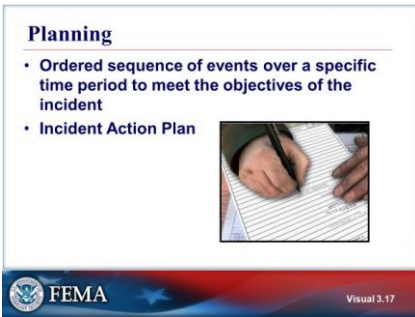 Planning
• Ordered sequence of events over a specific
time period to meet the objectives of the
incident
• Incident Action Plan
FEMA
Visual 3.17